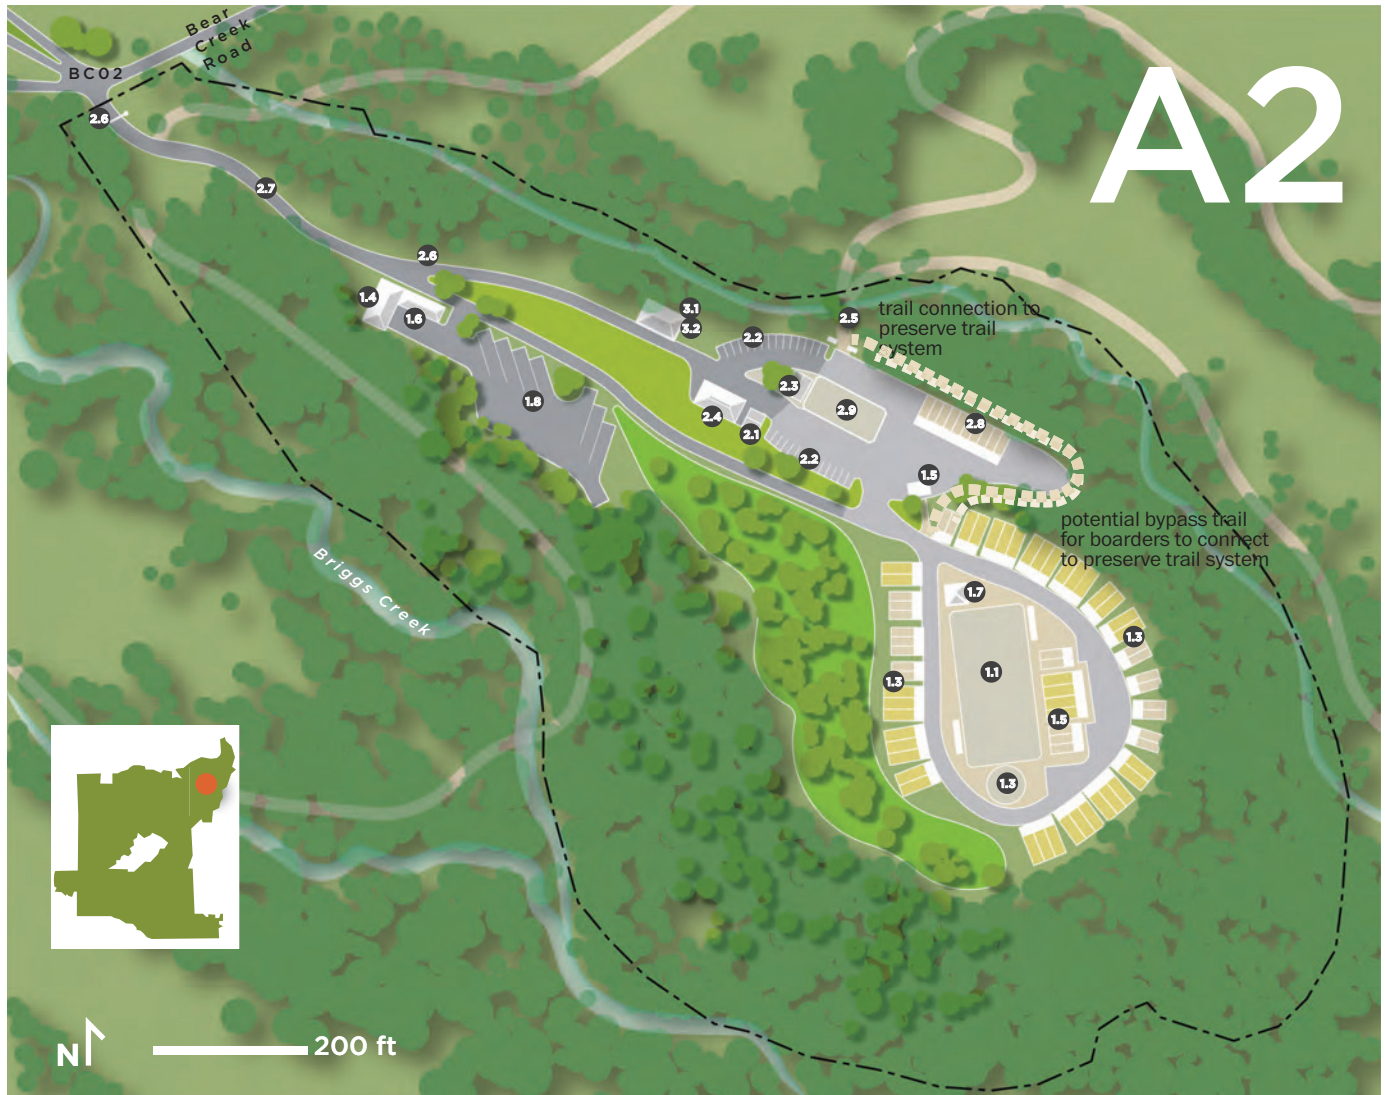 Bear
Creek
Road
BC02
A2
2.6
2.7
2.6
1.4
1.6
3.1
3.2
2.5
trail connection to
preserve trail
system
2.2
2.3
2.9
2.4
2.1
2.8
1.8
2.2
1.5
potential bypass trail
for boarders to connect
to preserve trail system
Briggs Creek
1.7
1.3
1.1
1.3
1.5
1.3
N
200 ft